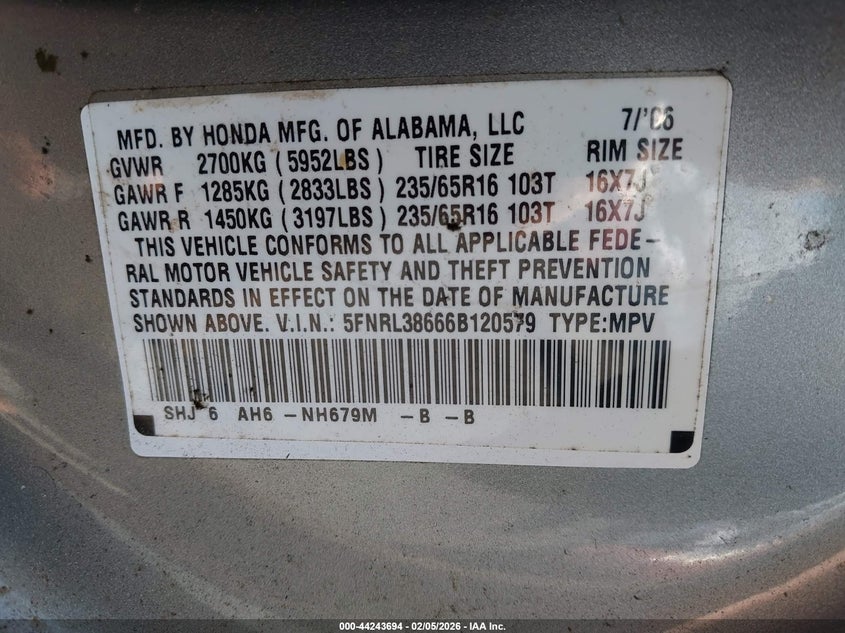 MFD. BY HONDA MFG. OF ALABAMA, LLC 7/'06
GVWR 2700KG (5952LBS) TIRE SIZE RIM SIZE
GAWR F 1285KG (2833LBS) 235/65R16 103T 16X7J
GAWR R 1450KG (3197LBS) 235/65R16 103T 16X7J
THIS VEHICLE CONFORMS TO ALL APPLICABLE FEDE-
RAL MOTOR VEHICLE SAFETY AND THEFT PREVENTION
STANDARDS IN EFFECT ON THE DATE OF MANUFACTURE
SHOWN ABOVE. V.I.N.: 5FNRL38666B120579 TYPE:MPV
SHJ 6 AH6 -NH679M -B -B
000-44243694 | 02/05/2026 - IAA Inc.